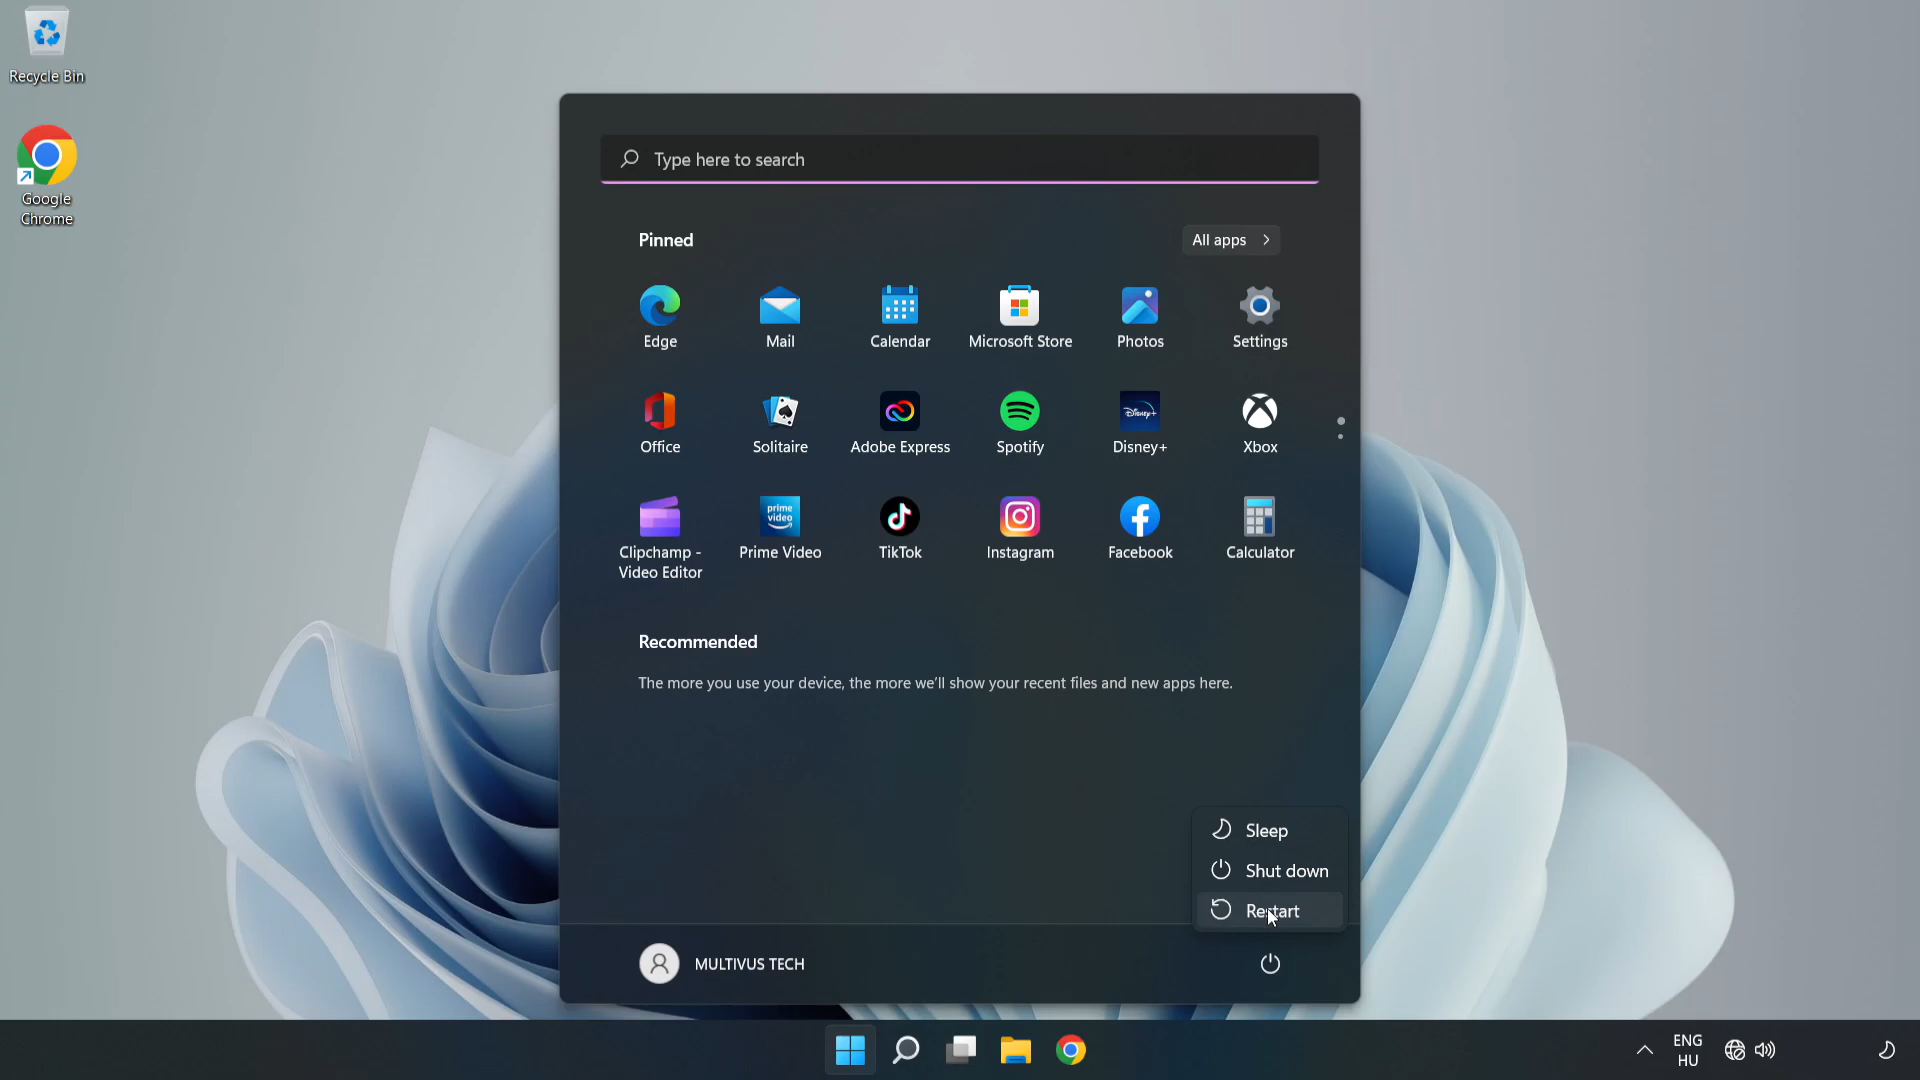 Recycle Bin
Google
Chrome
Type here to search
Pinned
All apps
Edge
Mail
Calendar
Microsoft Store
Photos
Settings
Office
Solitaire
Adobe Express
Spotify
Disney+
Disney+
Xbox
prime
video
Clipchamp -
Video Editor
Prime Video
TikTok
Instagram
Facebook
Calculator
Recommended
The more you use your device, the more we'll show your recent files and new apps here.
Sleep
Shut down
Restart
MULTIVUS TECH
ENG
HU